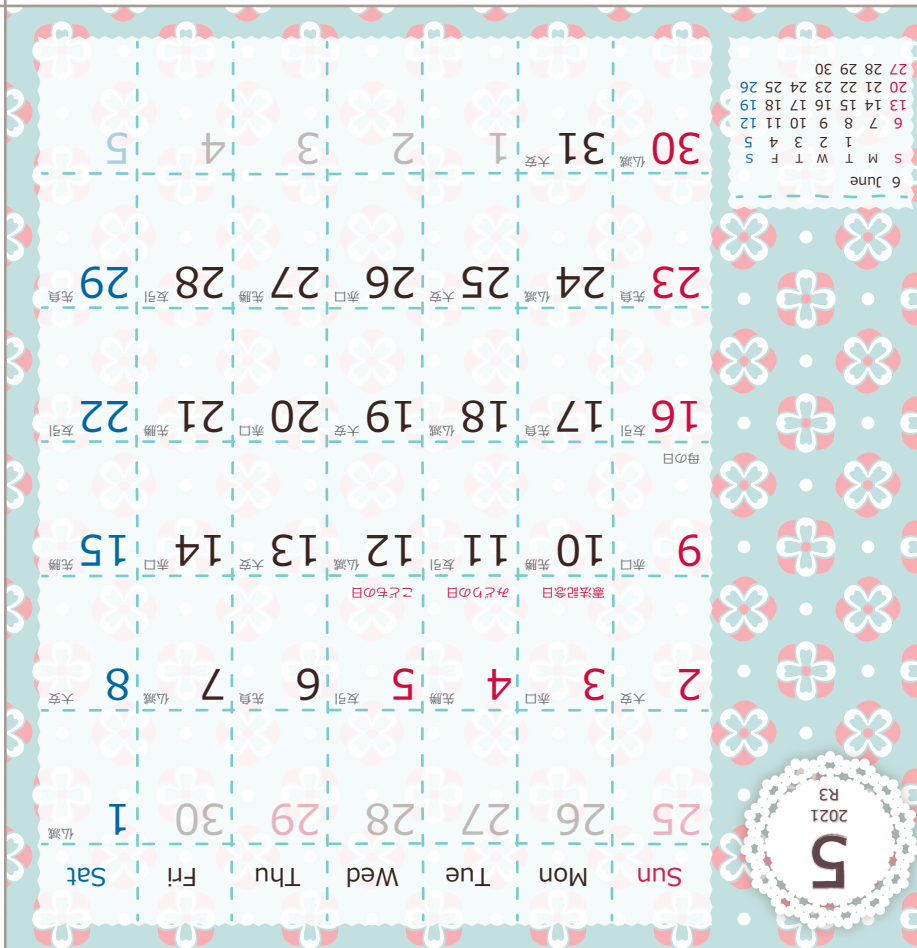 5
2021
R3
Sun Mon Tue Wed Thu Fri Sat
25 26 27 28 29 30 1 仏滅
2 大安 3 赤口 4 先勝 5 友引 6 先負 7 仏滅 8 大安
憲法記念日 みどりの日 こどもの日
9 赤口 10 先勝 11 友引 12 仏滅 13 大安 14 赤口 15 先勝
母の日
16 友引 17 先負 18 仏滅 19 大安 20 赤口 21 先勝 22 友引
23 先負 24 仏滅 25 大安 26 赤口 27 先勝 28 友引 29 先負
30 仏滅 31 大安 1 2 3 4 5
6 June
S M T W T F S
1 2 3 4 5
6 7 8 9 10 11 12
13 14 15 16 17 18 19
20 21 22 23 24 25 26
27 28 29 30